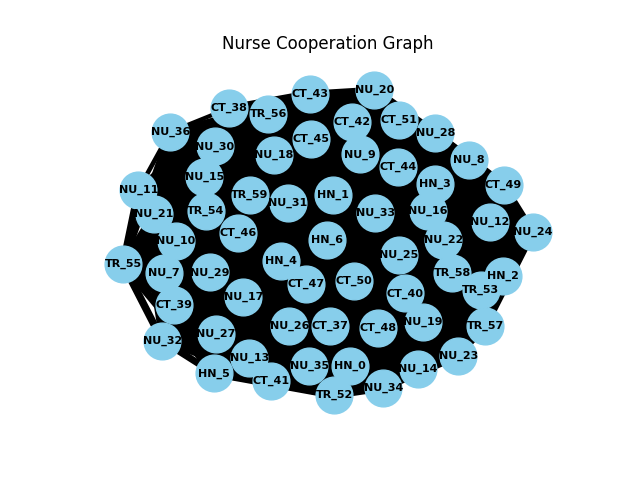 Nurse Cooperation Graph
NU_20
CT_43
CT_38
TR_56
CT_51
CT_42
NU_36
NU_28
CT_45
NU_30
NU_18
NU_9
NU_8
CT_44
NU_15
HN_3
CT_49
NU_11
TR_59
HN_1
NU_31
NU_21
TR_54
NU_33
NU_16
NU_12
CT_46
NU_24
NU_10
HN_6
NU_22
NU_25
HN_4
TR_55
NU_7
NU_29
TR_58
HN_2
CT_47
CT_50
TR_53
CT_40
NU_17
CT_39
NU_19
NU_26
CT_37
CT_48
TR_57
NU_27
NU_32
NU_23
NU_13
NU_35
HN_0
NU_14
HN_5
CT_41
NU_34
TR_52